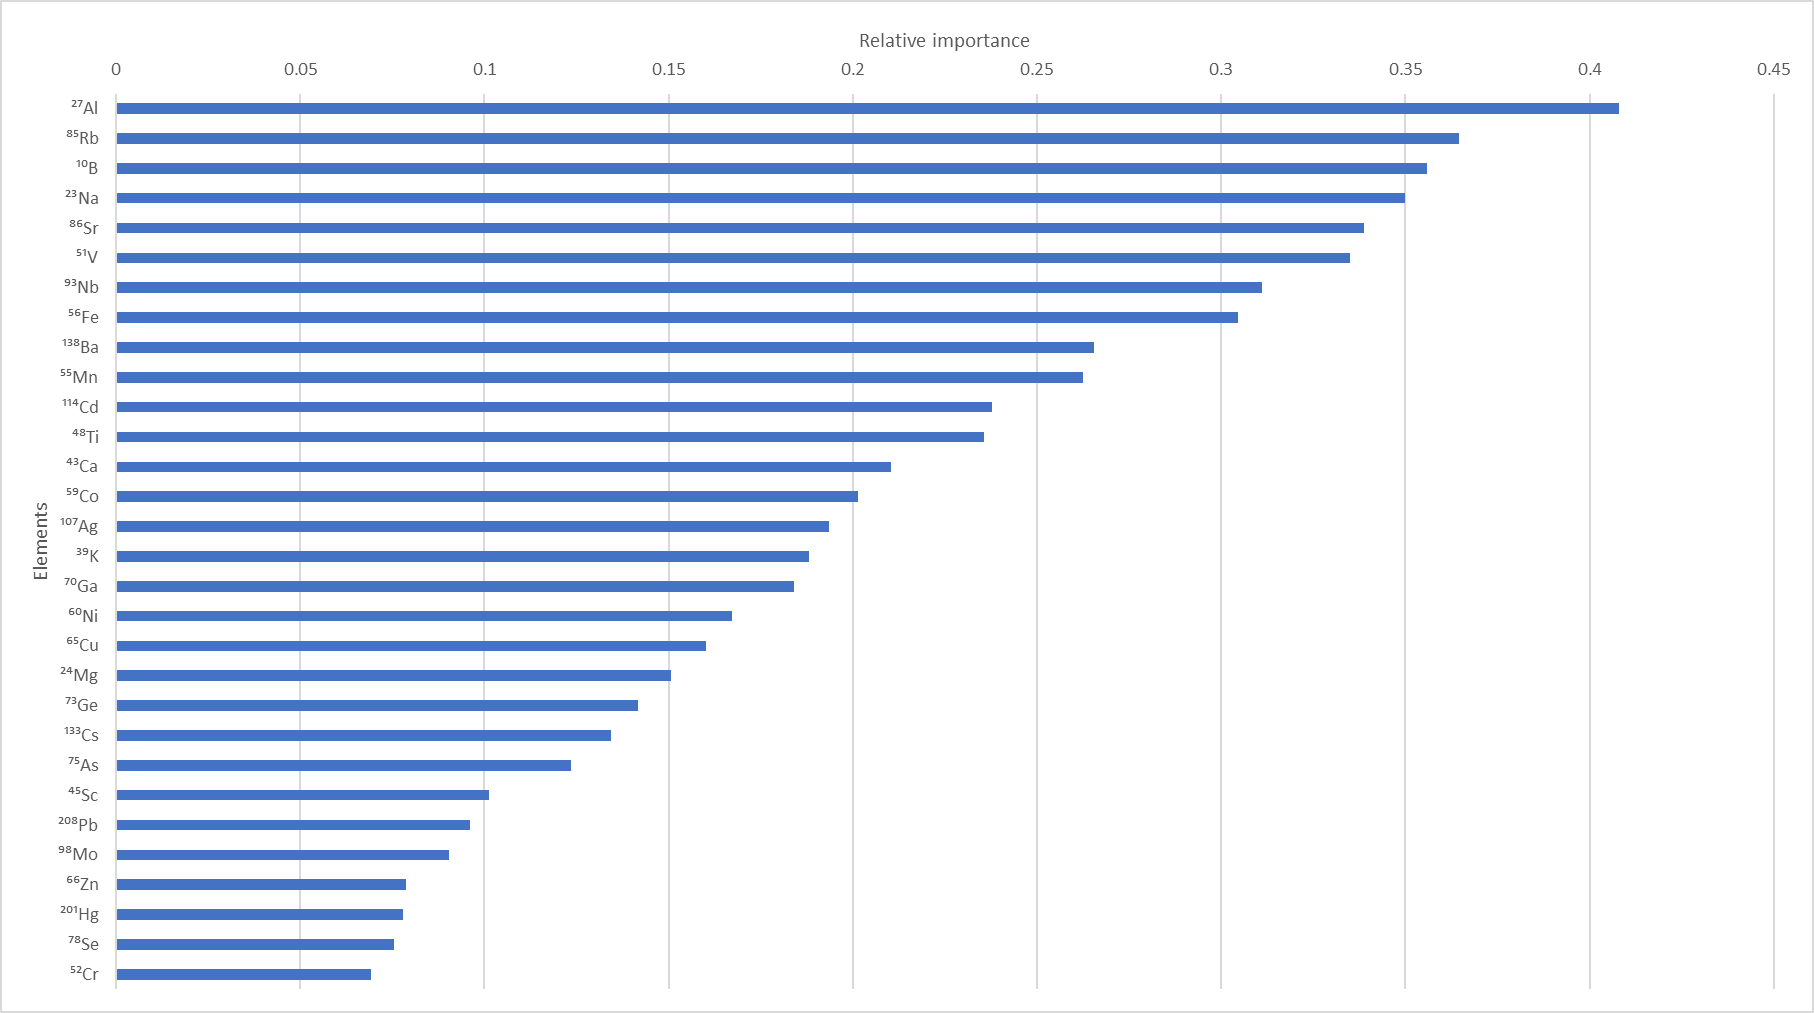 Relative importance
0 0.05 0.1 0.15 0.2 0.25 0.3 0.35 0.4 0.45
²⁷Al
⁸⁵Rb
¹⁰B
²³Na
⁸⁶Sr
⁵¹V
⁹³Nb
⁵⁶Fe
¹³⁸Ba
⁵⁵Mn
¹¹⁴Cd
⁴⁸Ti
⁴³Ca
⁵⁹Co
¹⁰⁷Ag
³⁹K
⁷⁰Ga
⁶⁰Ni
⁶⁵Cu
²⁴Mg
⁷³Ge
¹³³Cs
⁷⁵As
⁴⁵Sc
²⁰⁸Pb
⁹⁸Mo
⁶⁶Zn
²⁰¹Hg
⁷⁸Se
⁵²Cr
Elements